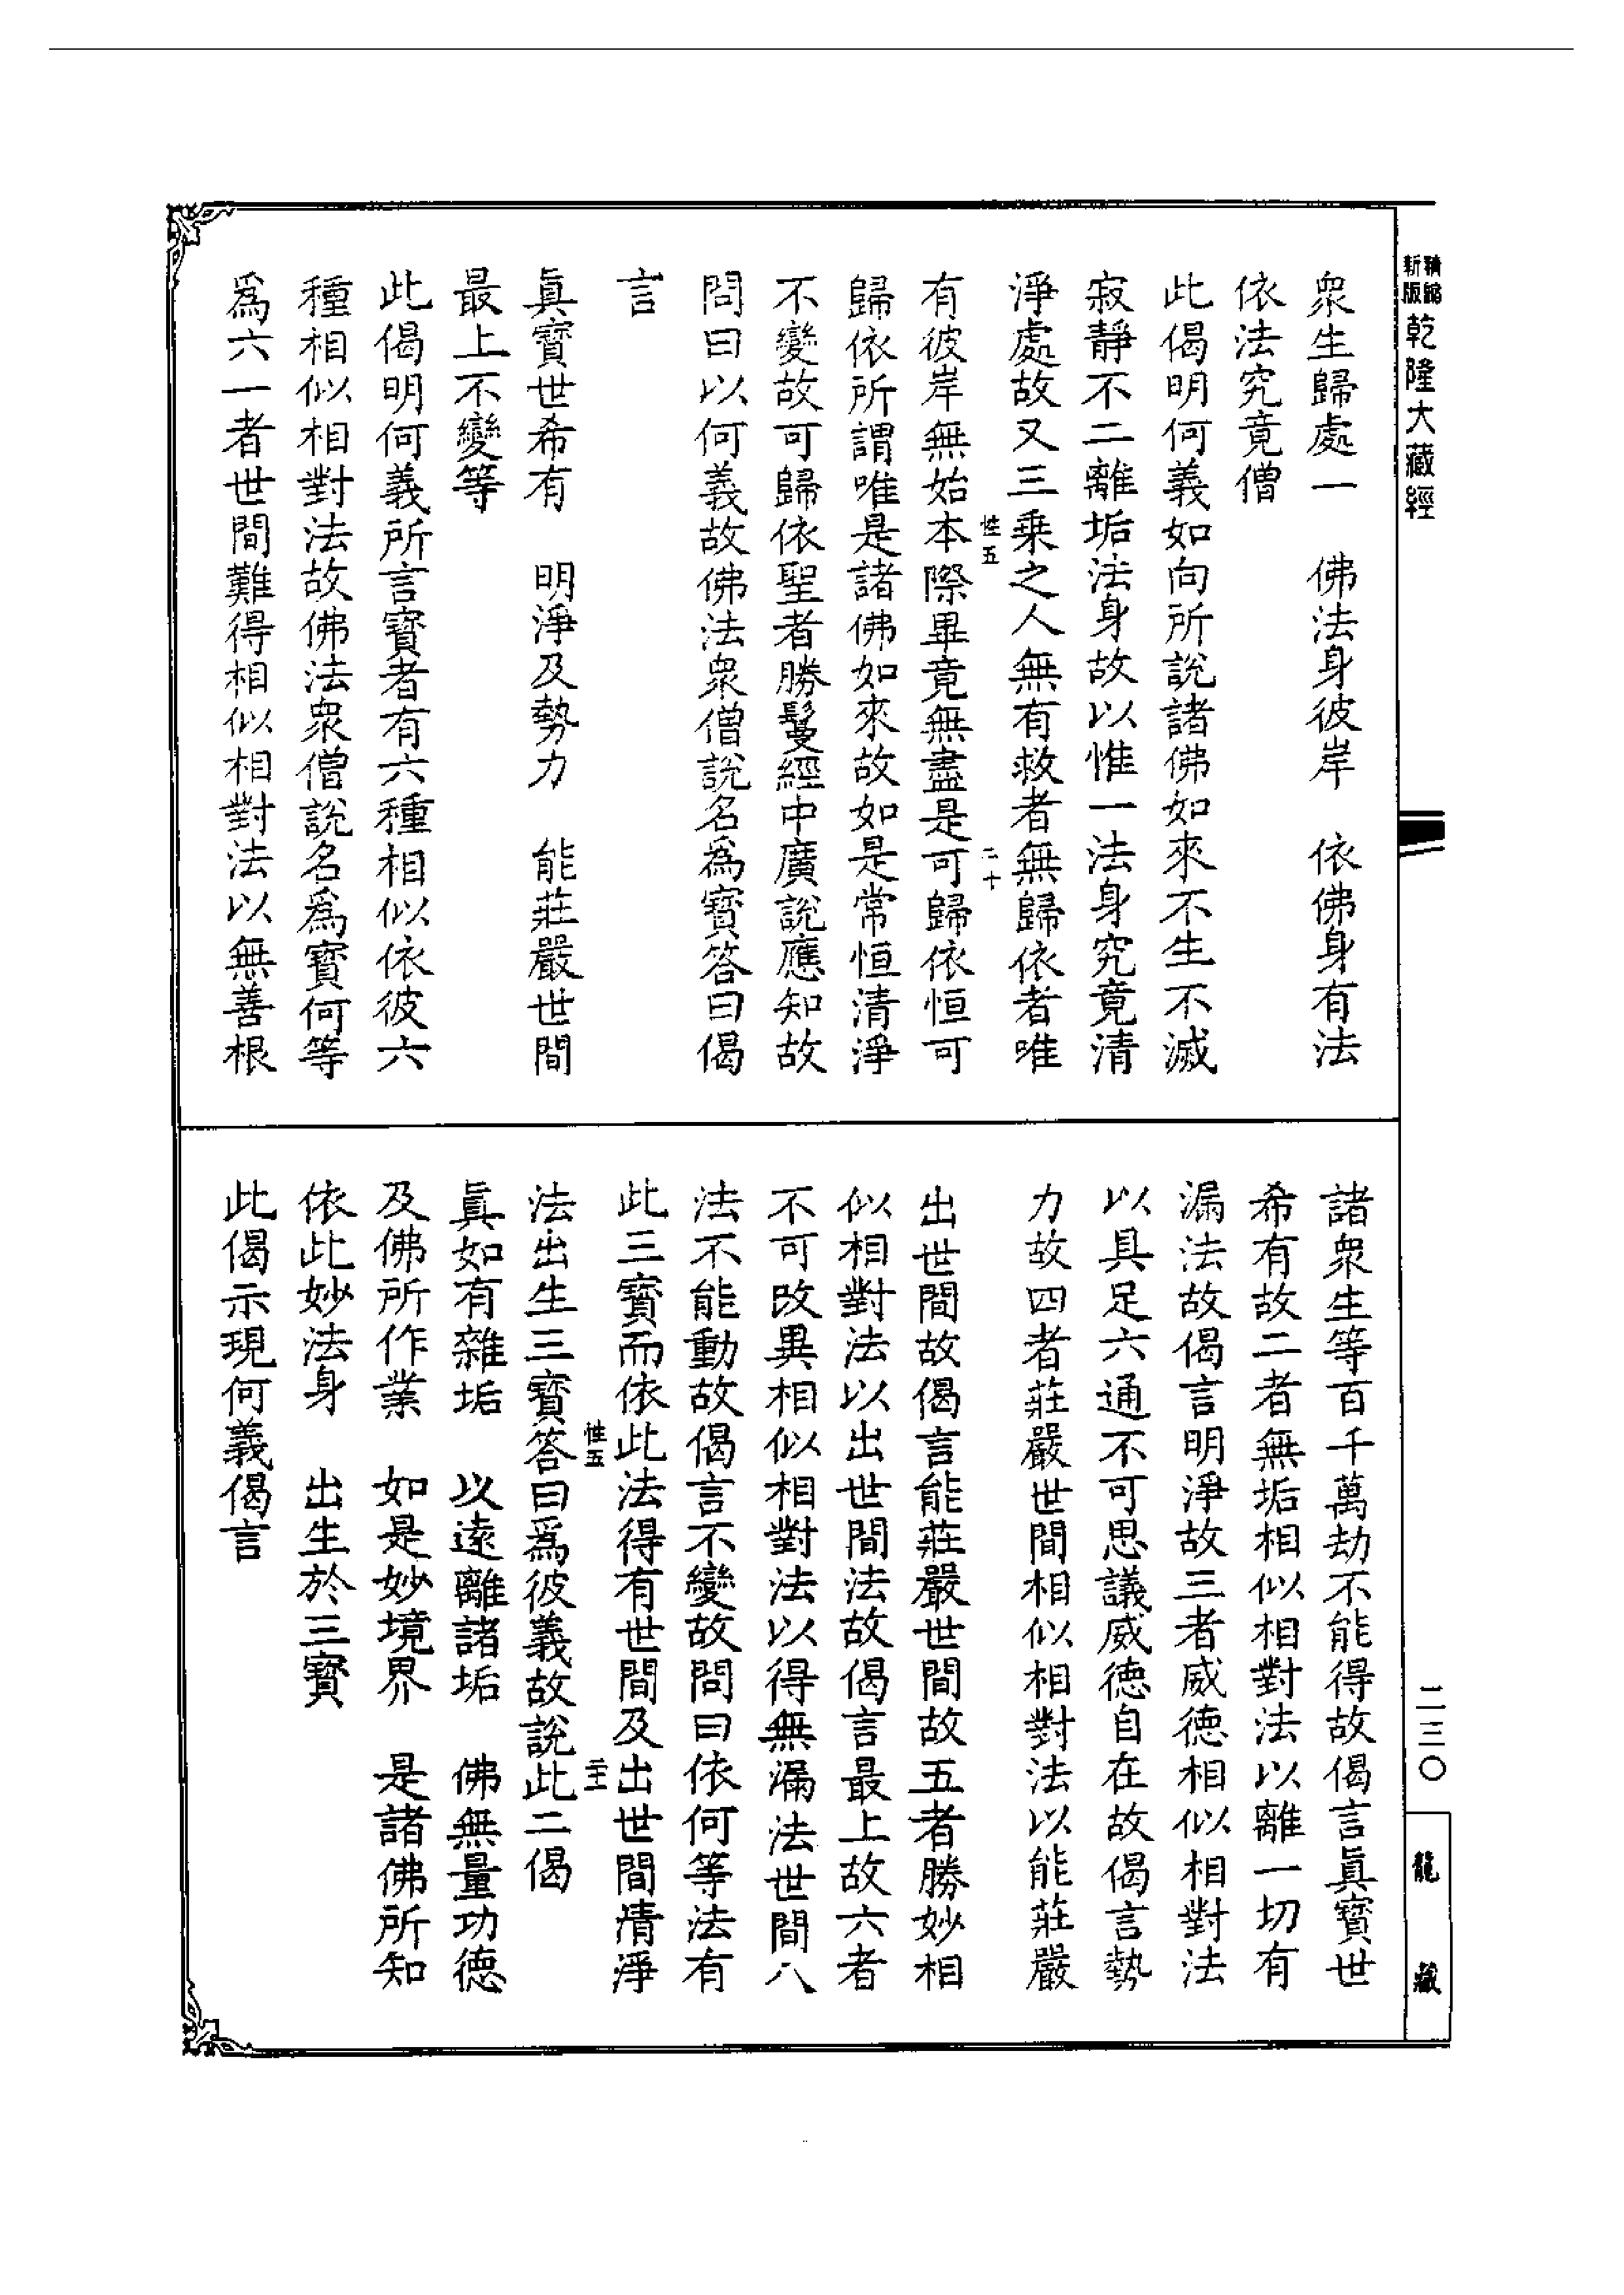 精縮新版乾隆大藏經
衆生歸處一　佛法身彼岸　依佛身有法
依法究竟僧
此偈明何義如向所說諸佛如來不生不滅
寂靜不二離垢法身故以惟一法身究竟清
淨處故又三乗之人無有救者無歸依者唯
性五　二十
有彼岸無始本際畢竟無盡是可歸依恒可
歸依所謂唯是諸佛如來故如是常恒清淨
不變故可歸依聖者勝鬘經中廣說應知故
問曰以何義故佛法衆僧說名爲寶答曰偈
言
眞寶世希有　明淨及勢力　能莊嚴世間
最上不變等
此偈明何義所言寶者有六種相似依彼六
種相似相對法故佛法衆僧說名爲寶何等
爲六一者世間難得相似相對法以無善根
二三〇
龍藏
諸衆生等百千萬劫不能得故偈言眞寶世
希有故二者無垢相似相對法以離一切有
漏法故偈言明淨故三者威德相似相對法
以具足六通不可思議威德自在故偈言勢
力故四者莊嚴世間相似相對法以能莊嚴
出世間故偈言能莊嚴世間故五者勝妙相
似相對法以出世間法故偈言最上故六者
不可改異相似相對法以得無漏法世間八
法不能動故偈言不變故問曰依何等法有
此三寶而依此法得有世間及出世間清淨
性五　二十一
法出生三寶答曰爲彼義故說此二偈
眞如有雜垢　以遠離諸垢　佛無量功德
及佛所作業　如是妙境界　是諸佛所知
依此妙法身　出生於三寶
此偈示現何義偈言